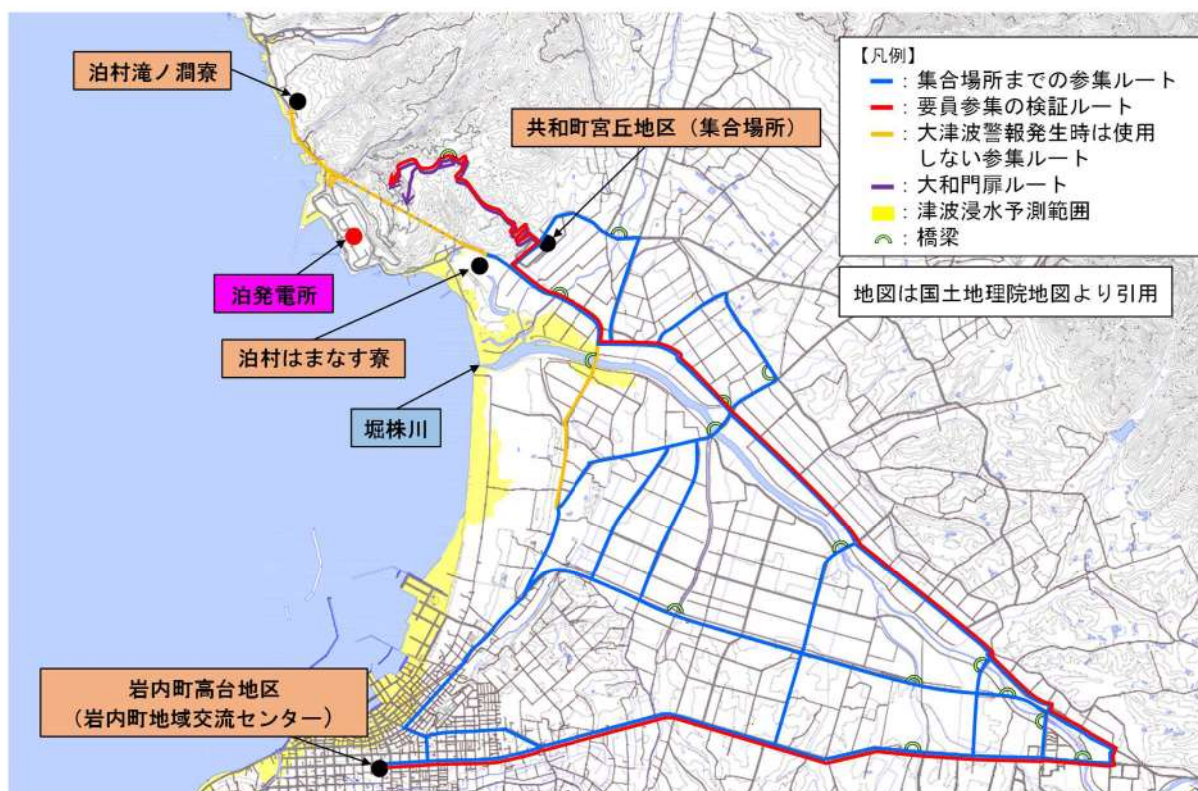 泊村滝ノ澗寮
共和町宮丘地区（集合場所）
【凡例】
：集合場所までの参集ルート
：要員参集の検証ルート
：大津波警報発生時は使用
しない参集ルート
：大和門扉ルート
：津波浸水予測範囲
：橋梁
地図は国土地理院地図より引用
泊発電所
泊村はまなす寮
堀株川
岩内町高台地区
（岩内町地域交流センター）